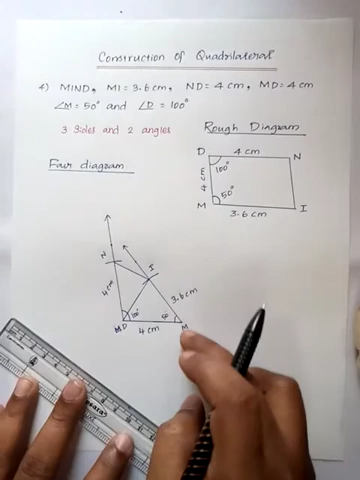 Construction of Quadrilateral
4) MIND, MI = 3.6 cm, ND = 4 cm, MD = 4 cm
∠M = 50° and ∠D = 100°
3 Sides and 2 angles
Rough Diagram
D 4 cm N
100°
4 cm
50°
M 3.6 cm I
Fair diagram
N
I
4 cm
3.6 cm
D 100° 50
4 cm M